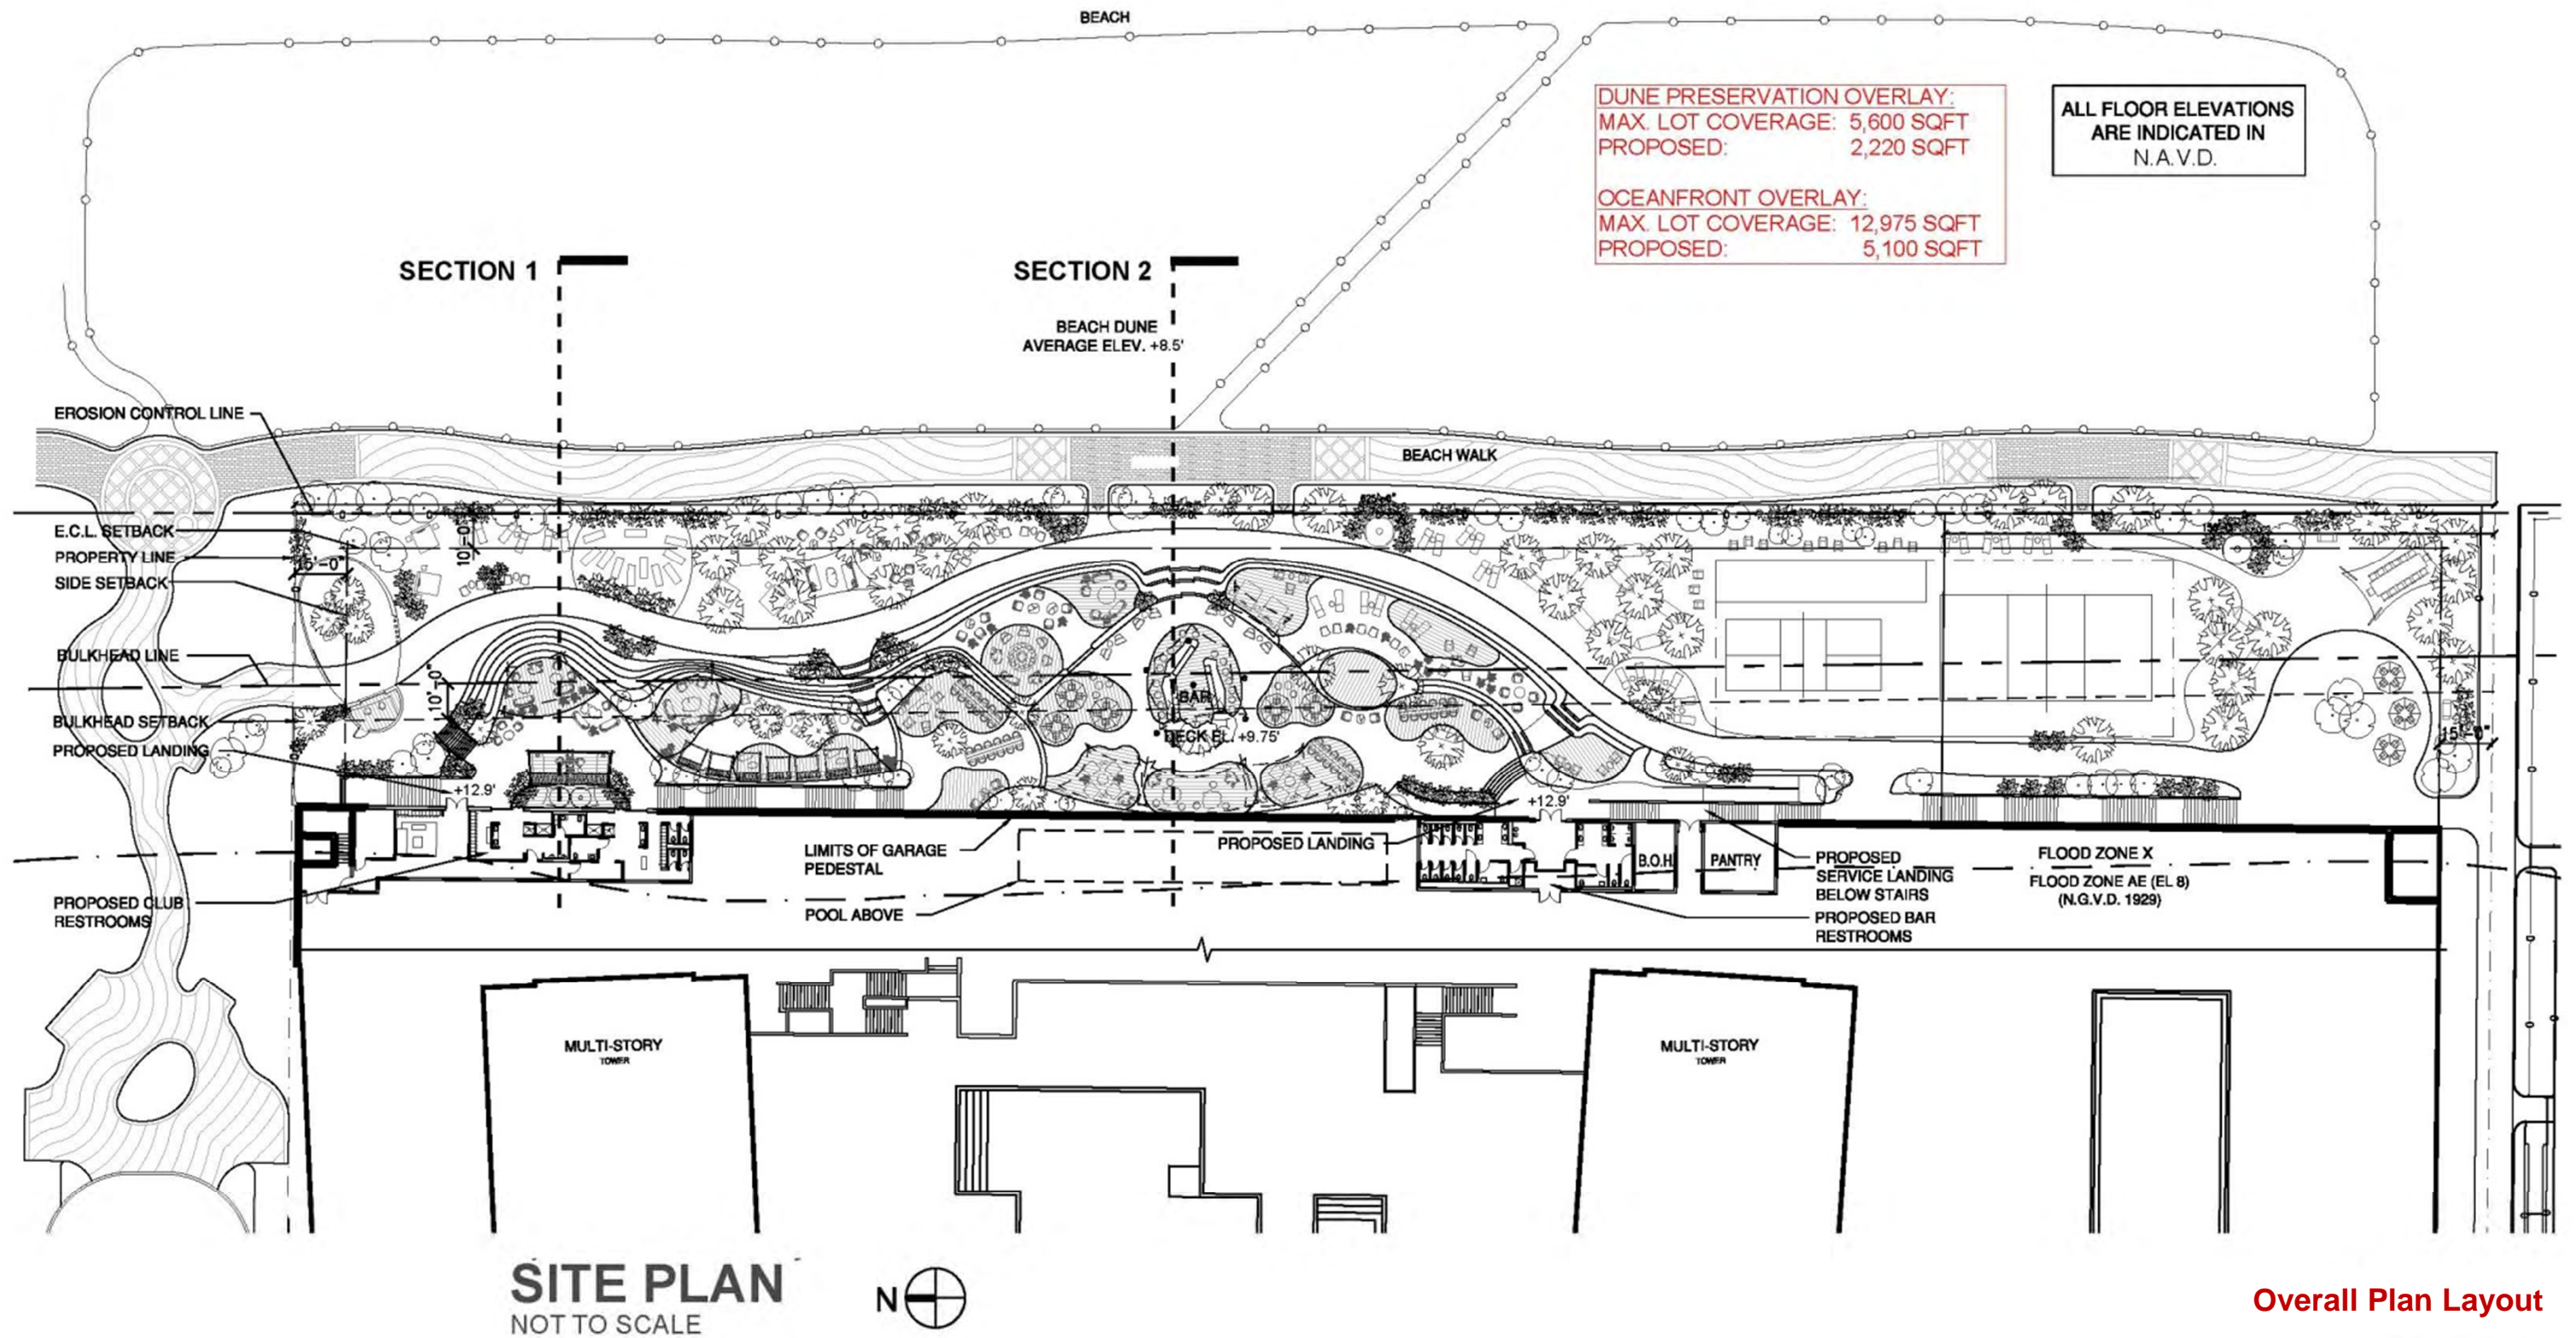 BEACH
DUNE PRESERVATION OVERLAY:
MAX. LOT COVERAGE: 5,600 SQFT
PROPOSED: 2,220 SQFT
OCEANFRONT OVERLAY:
MAX. LOT COVERAGE: 12,975 SQFT
PROPOSED: 5,100 SQFT
ALL FLOOR ELEVATIONS
ARE INDICATED IN
N.A.V.D.
SECTION 1
SECTION 2
BEACH DUNE
AVERAGE ELEV. +8.5'
EROSION CONTROL LINE
BEACH WALK
E.C.L. SETBACK
PROPERTY LINE
SIDE SETBACK
10'-0"
15'-0"
BULKHEAD LINE
10'-0"
BULKHEAD SETBACK
PROPOSED LANDING
BAR
DECK EL. +9.75'
15'-0"
+12.9'
+12.9'
LIMITS OF GARAGE
PEDESTAL
PROPOSED LANDING
B.O.H.
PANTRY
PROPOSED
SERVICE LANDING
BELOW STAIRS
FLOOD ZONE X
FLOOD ZONE AE (EL 8)
(N.G.V.D. 1929)
PROPOSED CLUB
RESTROOMS
POOL ABOVE
PROPOSED BAR
RESTROOMS
MULTI-STORY
TOWER
MULTI-STORY
TOWER
SITE PLAN
NOT TO SCALE
N
Overall Plan Layout